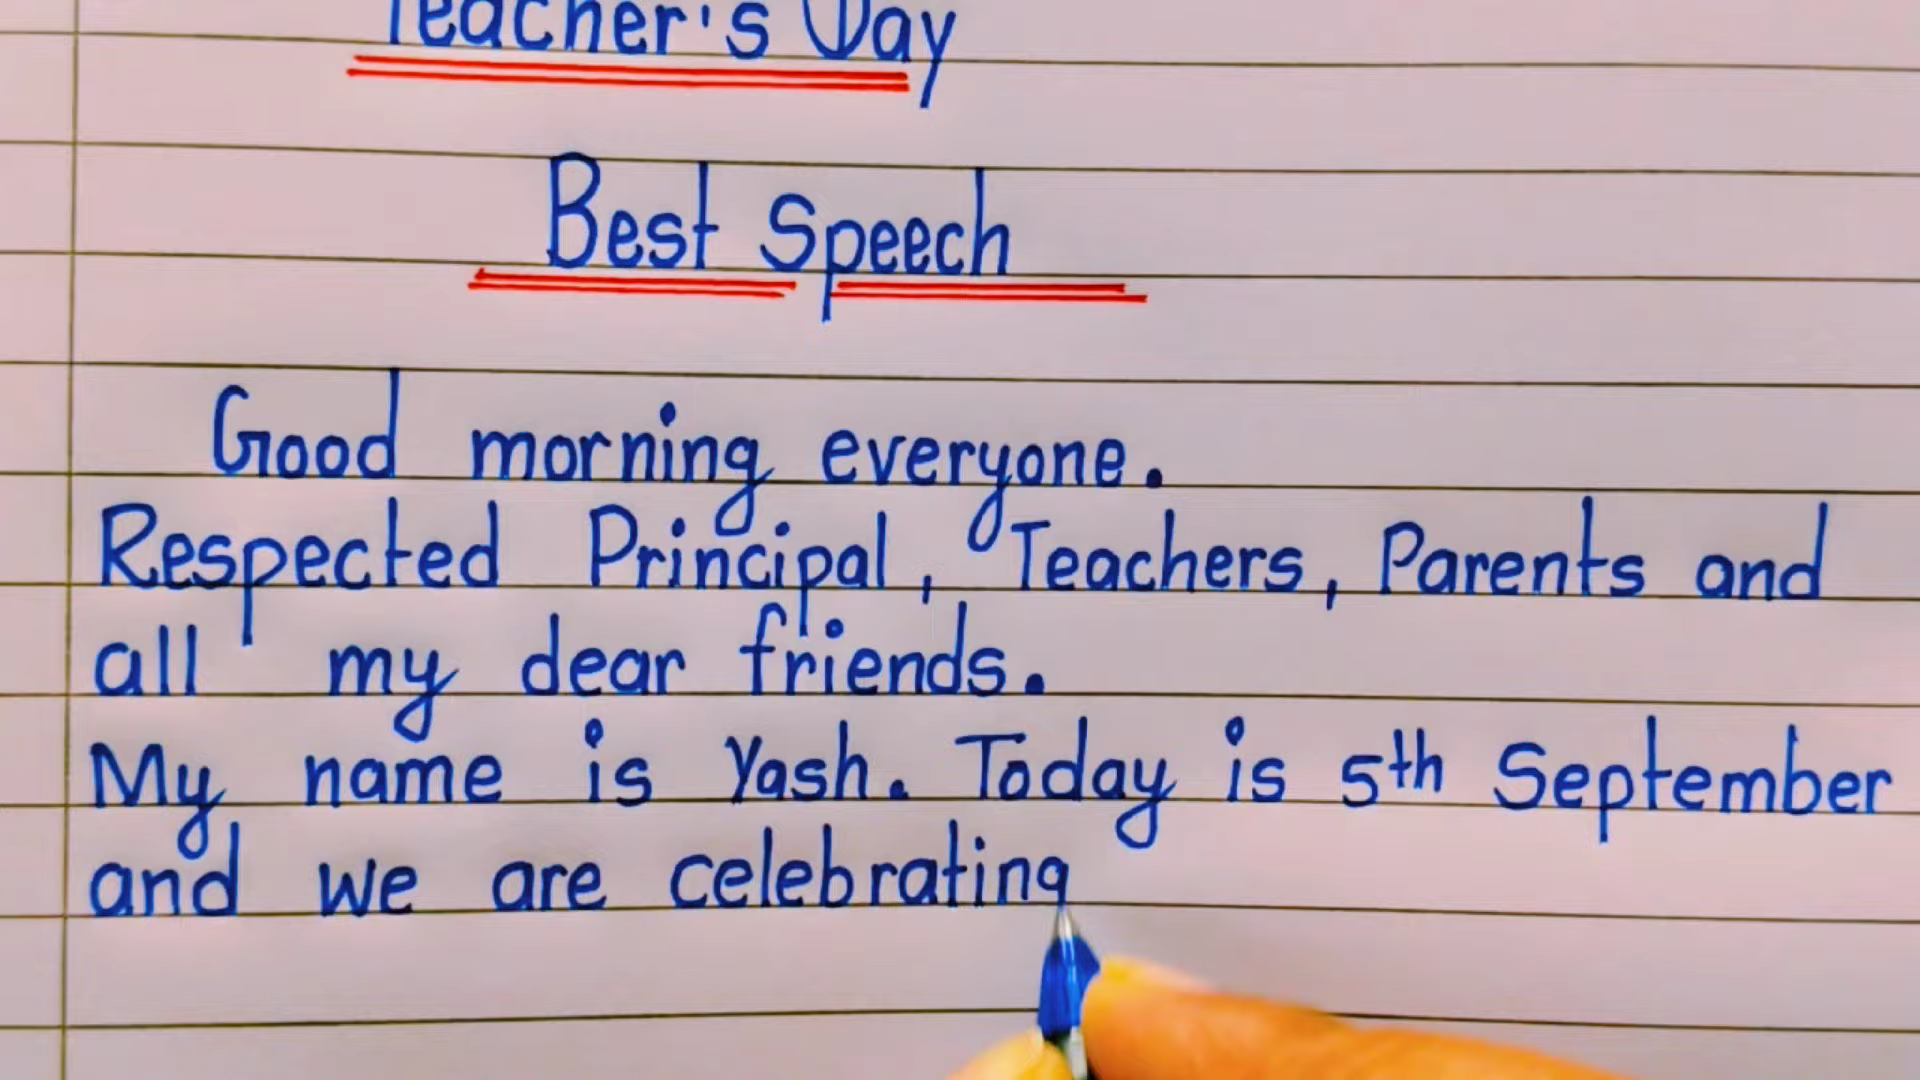 Teacher's Day
Best Speech
Good morning everyone.
Respected Principal, Teachers, Parents and
all my dear friends.
My name is Yash. Today is 5th September
and we are celebrating